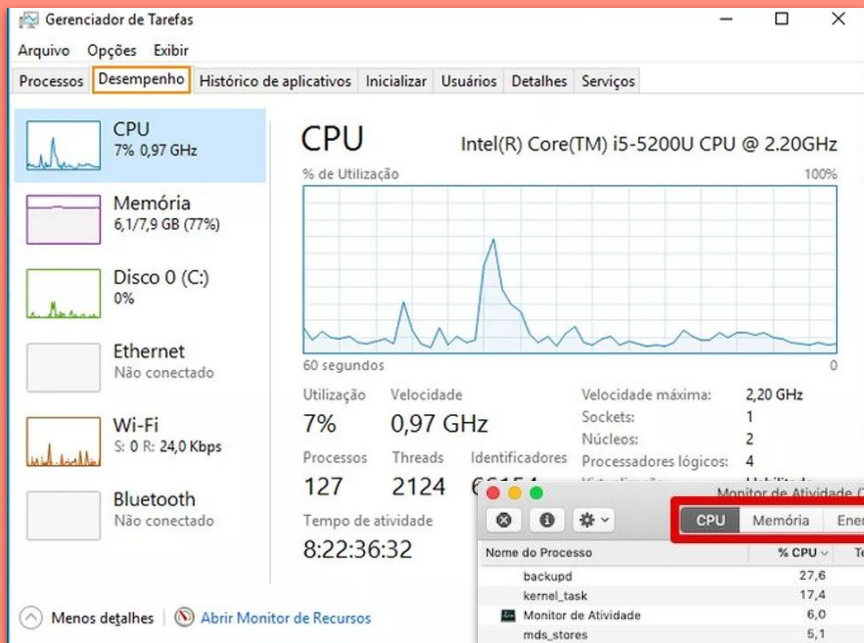 Gerenciador de Tarefas
Arquivo Opções Exibir
Processos Desempenho Histórico de aplicativos Inicializar Usuários Detalhes Serviços
CPU
7% 0,97 GHz
Memória
6,1/7,9 GB (77%)
Disco 0 (C:)
0%
Ethernet
Não conectado
Wi-Fi
S: 0 R: 24,0 Kbps
Bluetooth
Não conectado
CPU Intel(R) Core(TM) i5-5200U CPU @ 2.20GHz
% de Utilização 100%
60 segundos 0
Utilização Velocidade
7% 0,97 GHz
Processos Threads Identificadores
127 2124
Tempo de atividade
8:22:36:32
Velocidade máxima: 2,20 GHz
Sockets: 1
Núcleos: 2
Processadores lógicos: 4
Menos detalhes Abrir Monitor de Recursos
Monitor de Atividade
CPU Memória Ener
Nome do Processo % CPU
backupd 27,6
kernel_task 17,4
Monitor de Atividade 6,0
mds_stores 5,1